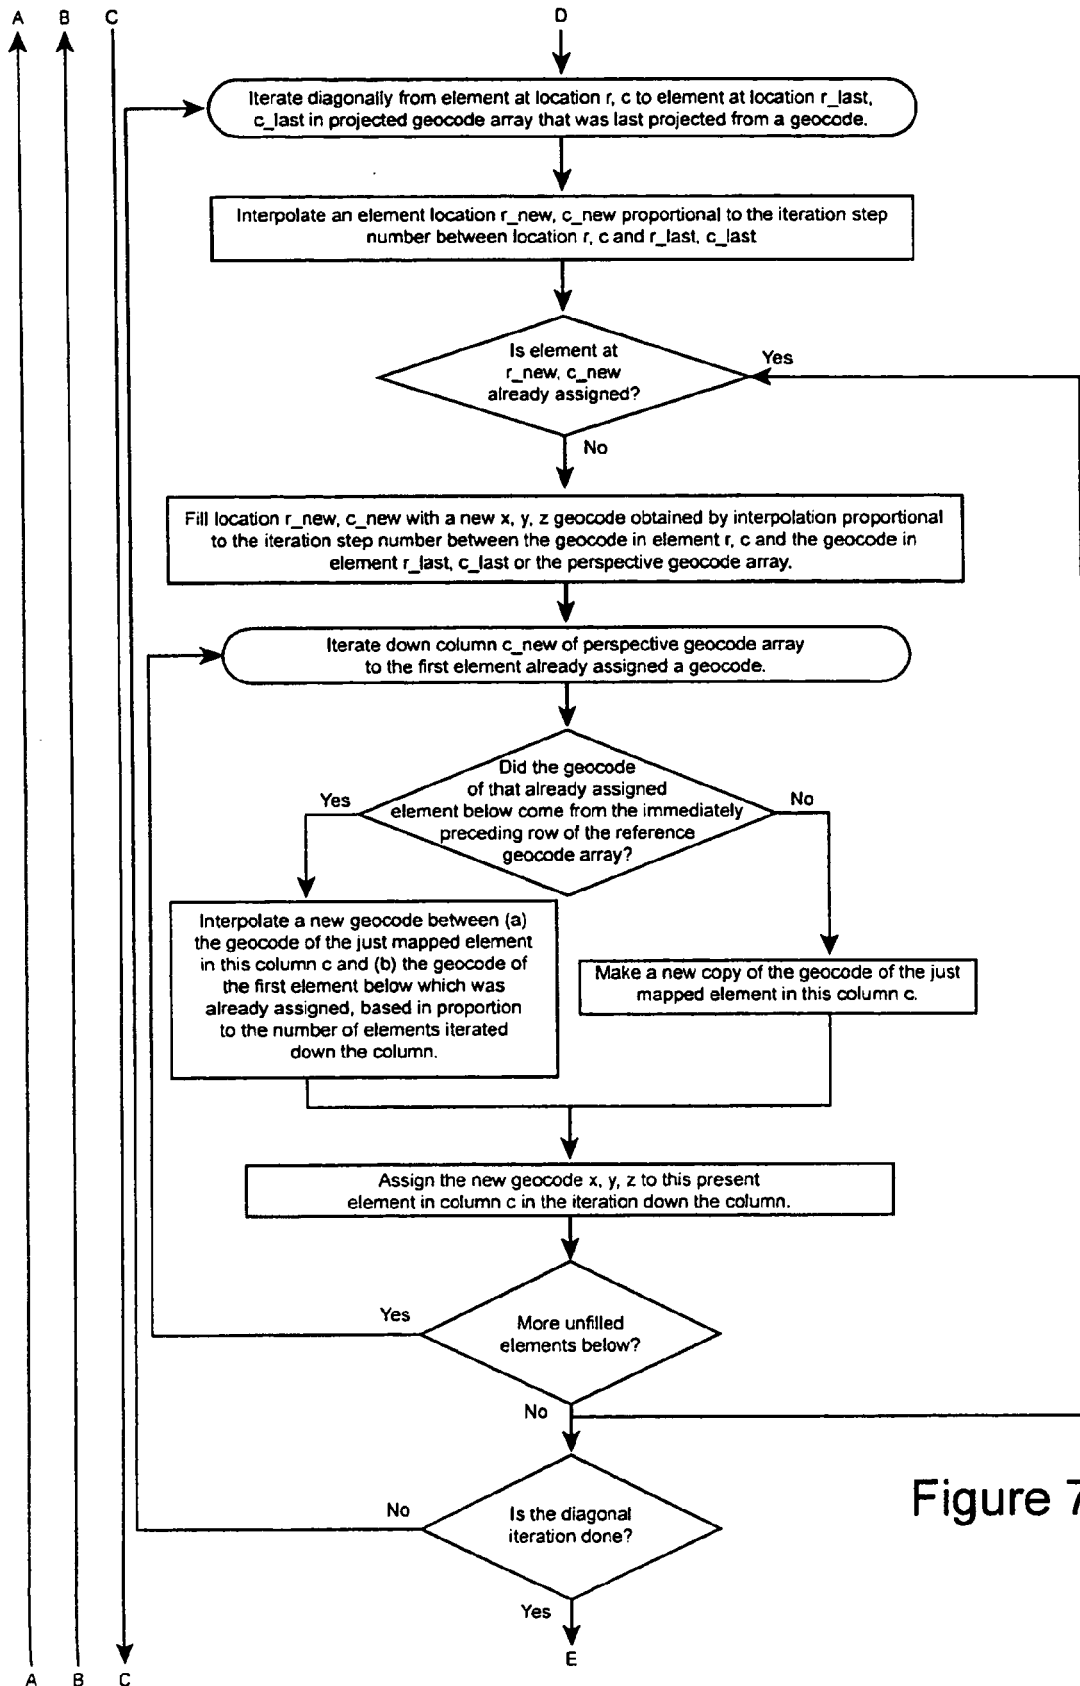 A B C D
Iterate diagonally from element at location r, c to element at location r_last,
c_last in projected geocode array that was last projected from a geocode.
Interpolate an element location r_new, c_new proportional to the iteration step
number between location r, c and r_last, c_last
Is element at
r_new, c_new
already assigned?
Yes
No
Fill location r_new, c_new with a new x, y, z geocode obtained by interpolation proportional
to the iteration step number between the geocode in element r, c and the geocode in
element r_last, c_last or the perspective geocode array.
Iterate down column c_new of perspective geocode array
to the first element already assigned a geocode.
Did the geocode
of that already assigned
element below come from the immediately
preceding row of the reference
geocode array?
Yes
No
Interpolate a new geocode between (a)
the geocode of the just mapped element
in this column c and (b) the geocode of
the first element below which was
already assigned, based in proportion
to the number of elements iterated
down the column.
Make a new copy of the geocode of the just
mapped element in this column c.
Assign the new geocode x, y, z to this present
element in column c in the iteration down the column.
More unfilled
elements below?
Yes
No
Is the diagonal
iteration done?
No
Yes
Figure 7
A B C E